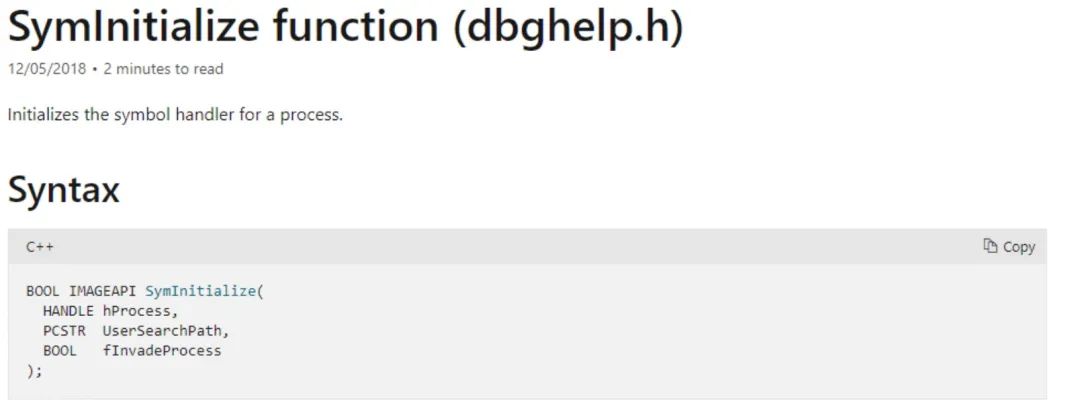 SymInitialize function (dbghelp.h)
12/05/2018 • 2 minutes to read
Initializes the symbol handler for a process.
Syntax
C++ Copy
BOOL IMAGEAPI SymInitialize(
  HANDLE hProcess,
  PCSTR  UserSearchPath,
  BOOL   fInvadeProcess
);